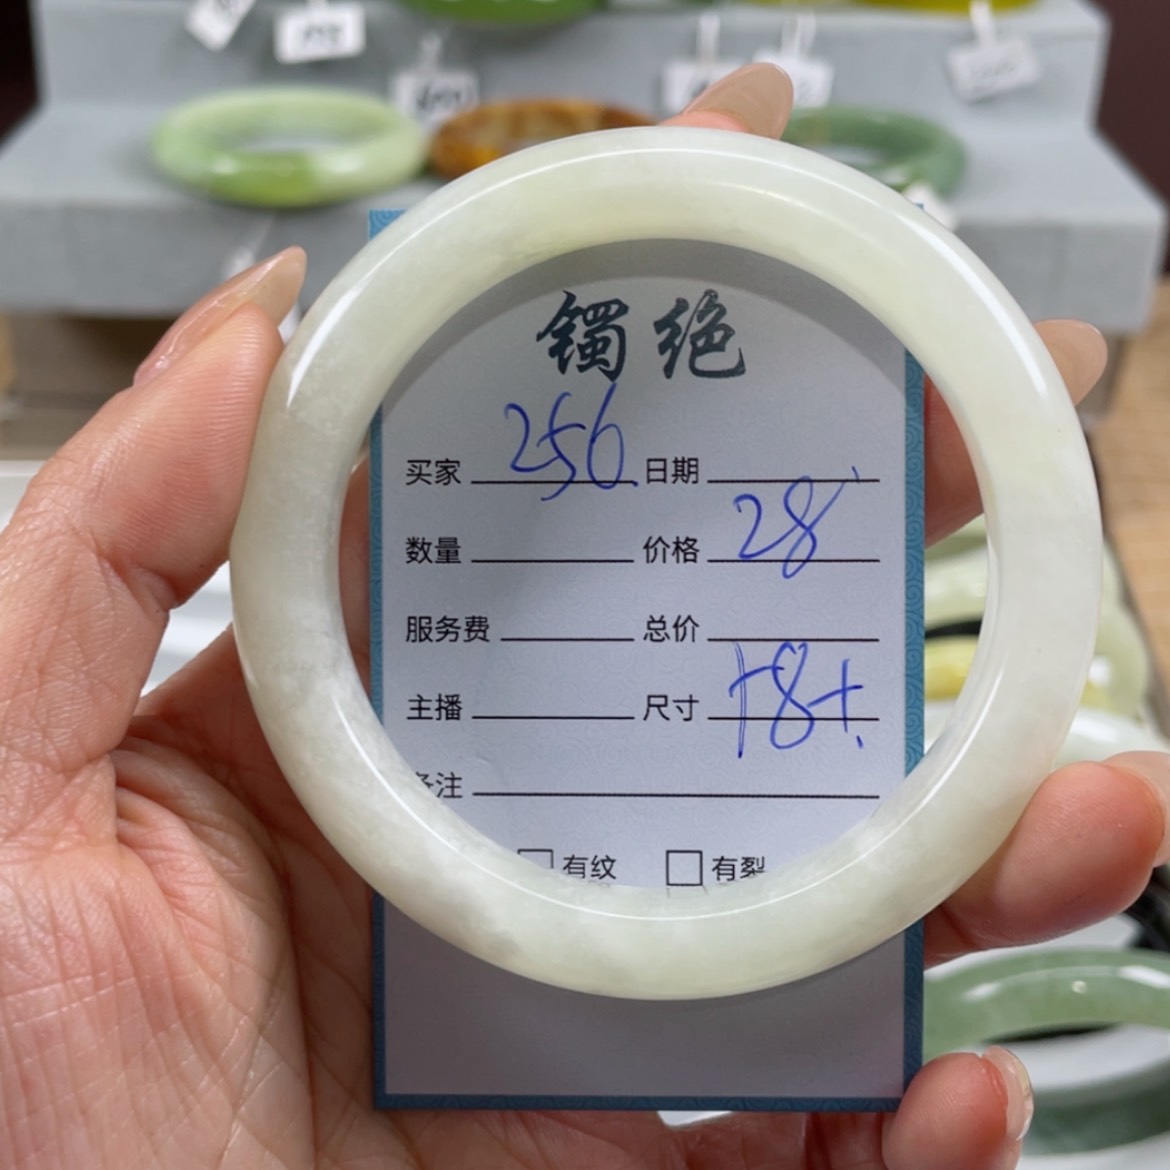 镯绝
买家 256 日期
数量 价格 28
服务费 总价
主播 尺寸
注
有纹 有裂